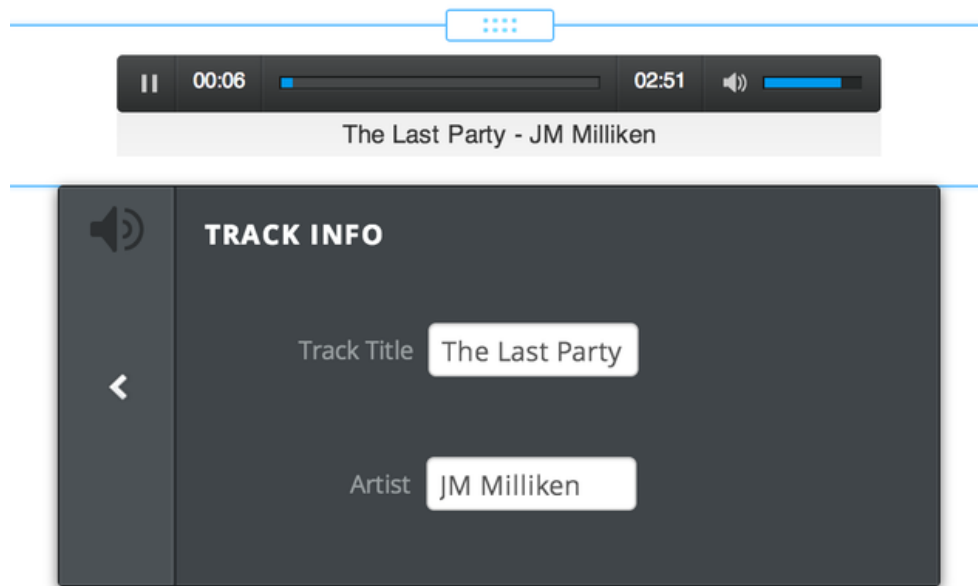 00:06 02:51
The Last Party - JM Milliken
TRACK INFO
Track Title The Last Party
Artist JM Milliken